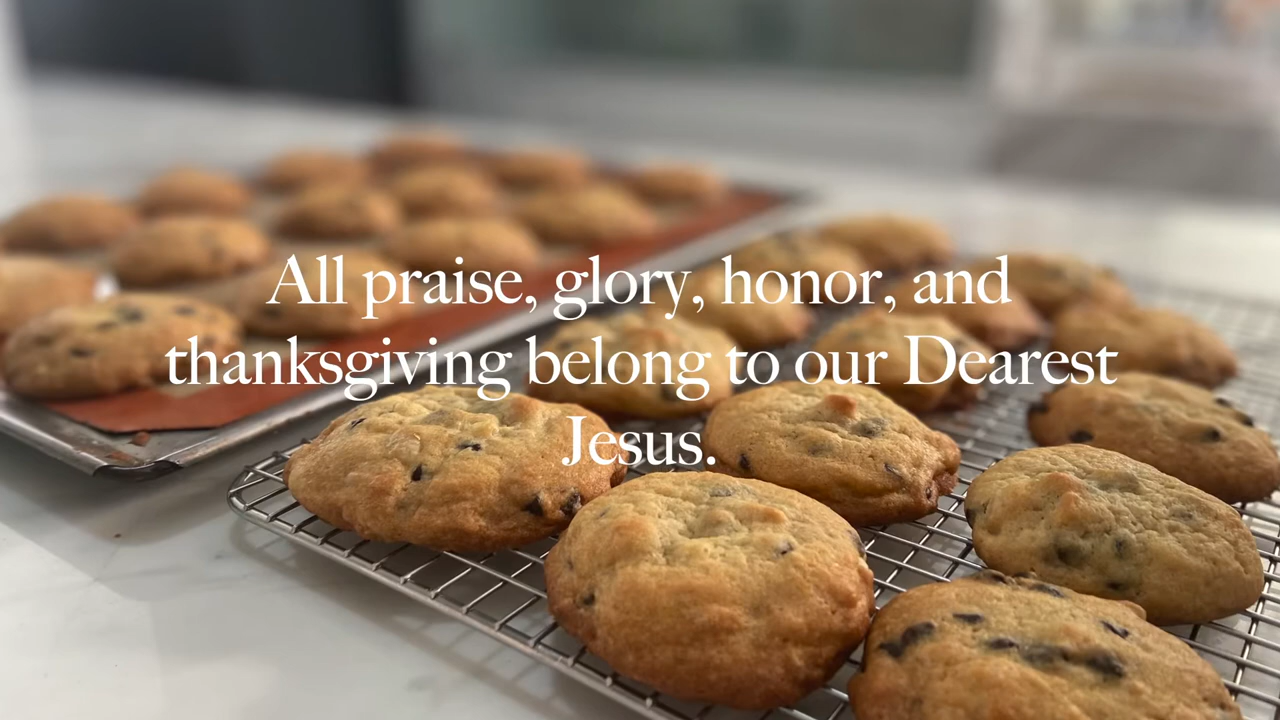 All praise, glory, honor, and
thanksgiving belong to our Dearest
Jesus.